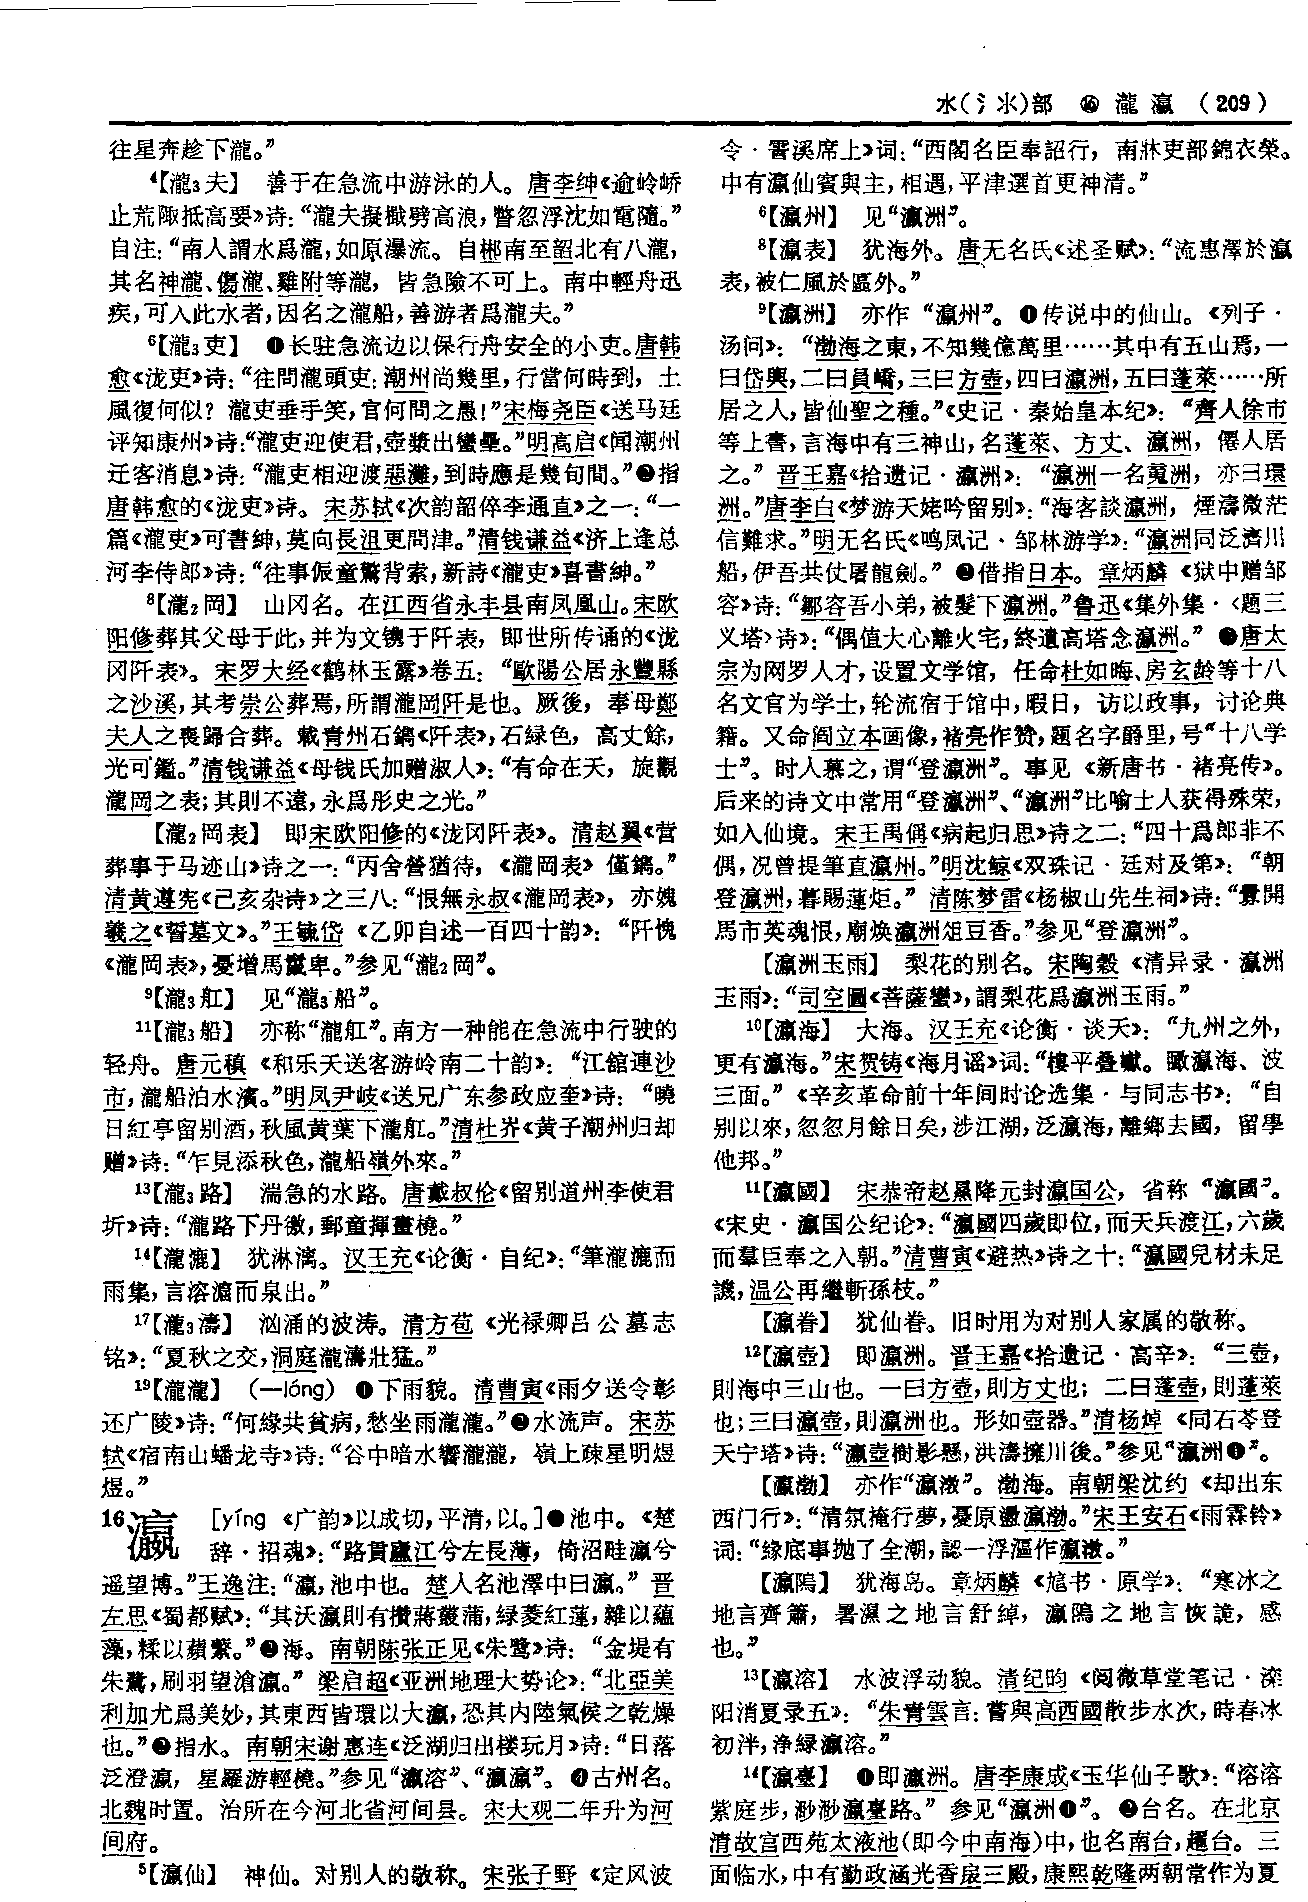 水(氵氺)部 ⑯ 瀧 瀛 (209)
往星奔趁下瀧。”
4【瀧3夫】 善于在急流中游泳的人。唐李绅《逾岭峤
止荒陬抵高要》诗：“瀧夫擬檝劈高浪，瞥忽浮沈如電隨。”
自注：“南人謂水爲瀧，如原瀑流。自郴南至韶北有八瀧，
其名神瀧、傷瀧、雞附等瀧，皆急險不可上。南中輕舟迅
疾，可入此水者，因名之瀧船，善游者爲瀧夫。”
6【瀧3吏】 ❶长驻急流边以保行舟安全的小吏。唐韩
愈《泷吏》诗：“往問瀧頭吏：潮州尚幾里，行當何時到，土
風復何似？瀧吏垂手笑，官何問之愚！”宋梅尧臣《送马廷
评知康州》诗：“瀧吏迎使君，壺漿出蠻壘。”明高启《闻潮州
迁客消息》诗：“瀧吏相迎渡惡灘，到時應是幾旬間。”❷指
唐韩愈的《泷吏》诗。宋苏轼《次韵韶倅李通直》之一：“一
篇《瀧吏》可書紳，莫向長沮更問津。”清钱谦益《济上逢总
河李侍郎》诗：“往事侲童驚背索，新詩《瀧吏》喜書紳。”
8【瀧2岡】 山冈名。在江西省永丰县南凤凰山。宋欧
阳修葬其父母于此，并为文镌于阡表，即世所传诵的《泷
冈阡表》。宋罗大经《鹤林玉露》卷五：“歐陽公居永豐縣
之沙溪，其考崇公葬焉，所謂瀧岡阡是也。厥後，奉母鄭
夫人之喪歸合葬。載青州石鐫《阡表》，石緑色，高丈餘，
光可鑑。”清钱谦益《母钱氏加赠淑人》：“有命在天，旋觀
瀧岡之表；其則不遠，永爲彤史之光。”
【瀧2岡表】 即宋欧阳修的《泷冈阡表》。清赵翼《营
葬事于马迹山》诗之一：“丙舍營猶待，《瀧岡表》僅鐫。”
清黄遵宪《己亥杂诗》之三八：“恨無永叔《瀧岡表》，亦媿
羲之《誓墓文》。”王毓岱《乙卯自述一百四十韵》：“阡愧
《瀧岡表》，憂增馬鬣卑。”参见“瀧2岡”。
9【瀧3舡】 见“瀧3船”。
11【瀧3船】 亦称“瀧舡”。南方一种能在急流中行驶的
轻舟。唐元稹《和乐天送客游岭南二十韵》：“江館連沙
市，瀧船泊水濱。”明凤尹岐《送兄广东参政应奎》诗：“曉
日紅亭留别酒，秋風黄葉下瀧舡。”清杜岕《黄子潮州归却
赠》诗：“乍見添秋色，瀧船嶺外來。”
13【瀧3路】 湍急的水路。唐戴叔伦《留别道州李使君
圻》诗：“瀧路下丹徼，郵童揮畫橈。”
14【瀧漉】 犹淋漓。汉王充《论衡·自纪》：“筆瀧漉而
雨集，言溶㵽而泉出。”
17【瀧3濤】 汹涌的波涛。清方苞《光禄卿吕公墓志
铭》：“夏秋之交，洞庭瀧濤壯猛。”
19【瀧瀧】 （—lóng）❶下雨貌。清曹寅《雨夕送令彰
还广陵》诗：“何緣共貧病，愁坐雨瀧瀧。”❷水流声。宋苏
轼《宿南山蟠龙寺》诗：“谷中暗水響瀧瀧，嶺上疎星明煜
煜。”
16瀛 [yíng 《广韵》以成切，平清，以。]❶池中。《楚
辞·招魂》：“路貫廬江兮左長薄，倚沼畦瀛兮
遥望博。”王逸注：“瀛，池中也。楚人名池澤中曰瀛。”晋
左思《蜀都赋》：“其沃瀛則有攢蔣叢蒲，緑菱紅蓮，雜以蘊
藻，糅以蘋蘩。”❷海。南朝陈张正见《朱鹭》诗：“金堤有
朱鷺，刷羽望滄瀛。”梁启超《亚洲地理大势论》：“北亞美
利加尤爲美妙，其東西皆環以大瀛，恐其内陸氣侯之乾燥
也。”❸指水。南朝宋谢惠连《泛湖归出楼玩月》诗：“日落
泛澄瀛，星羅游輕橈。”参见“瀛溶”、“瀛瀛”。❹古州名。
北魏时置。治所在今河北省河间县。宋大观二年升为河
间府。
5【瀛仙】 神仙。对别人的敬称。宋张子野《定风波
令·霅溪席上》词：“西閣名臣奉詔行，南牀吏部錦衣榮。
中有瀛仙賓與主，相遇，平津選首更神清。”
6【瀛州】 见“瀛洲”。
8【瀛表】 犹海外。唐无名氏《述圣赋》：“流惠澤於瀛
表，被仁風於區外。”
9【瀛洲】 亦作“瀛州”。❶传说中的仙山。《列子·
汤问》：“渤海之東，不知幾億萬里……其中有五山焉，一
曰岱輿，二曰員嶠，三曰方壺，四曰瀛洲，五曰蓬萊……所
居之人，皆仙聖之種。”《史记·秦始皇本纪》：“齊人徐巿
等上書，言海中有三神山，名蓬萊、方丈、瀛洲，僊人居
之。”晋王嘉《拾遗记·瀛洲》：“瀛洲一名䰟洲，亦曰環
洲。”唐李白《梦游天姥吟留别》：“海客談瀛洲，煙濤微茫
信難求。”明无名氏《鸣凤记·邹林游学》：“瀛洲同泛濟川
船，伊吾共仗屠龍劍。”❷借指日本。章炳麟《狱中赠邹
容》诗：“鄒容吾小弟，被髮下瀛洲。”鲁迅《集外集·〈题三
义塔〉诗》：“偶值大心離火宅，終遺高塔念瀛洲。”❸唐太
宗为网罗人才，设置文学馆，任命杜如晦、房玄龄等十八
名文官为学士，轮流宿于馆中，暇日，访以政事，讨论典
籍。又命阎立本画像，褚亮作赞，题名字爵里，号“十八学
士”。时人慕之，谓“登瀛洲”。事见《新唐书·褚亮传》。
后来的诗文中常用“登瀛洲”、“瀛洲”比喻士人获得殊荣，
如入仙境。宋王禹偁《病起归思》诗之二：“四十爲郎非不
偶，况曾提筆直瀛州。”明沈鲸《双珠记·廷对及第》：“朝
登瀛洲，暮賜蓮炬。”清陈梦雷《杨椒山先生祠》诗：“釁開
馬市英魂恨，廟焕瀛洲俎豆香。”参见“登瀛洲”。
【瀛洲玉雨】 梨花的别名。宋陶穀《清异录·瀛洲
玉雨》：“司空圖《菩薩蠻》，謂梨花爲瀛洲玉雨。”
10【瀛海】 大海。汉王充《论衡·谈天》：“九州之外，
更有瀛海。”宋贺铸《海月谣》词：“樓平叠巘。瞰瀛海、波
三面。”《辛亥革命前十年间时论选集·与同志书》：“自
别以來，忽忽月餘日矣，涉江湖，泛瀛海，離鄉去國，留學
他邦。”
11【瀛國】 宋恭帝赵㬎降元封瀛国公，省称“瀛國”。
《宋史·瀛国公纪论》：“瀛國四歲即位，而天兵渡江，六歲
而羣臣奉之入朝。”清曹寅《避热》诗之十：“瀛國兒材未足
譏，温公再繼斬孫枝。”
【瀛眷】 犹仙眷。旧时用为对别人家属的敬称。
12【瀛壺】 即瀛洲。晋王嘉《拾遗记·高辛》：“三壺，
則海中三山也。一曰方壺，則方丈也；二曰蓬壺，則蓬萊
也；三曰瀛壺，則瀛洲也。形如壺器。”清杨焯《同石芩登
天宁塔》诗：“瀛壺樹影懸，洪濤擁川後。”参见“瀛洲❶”。
【瀛渤】 亦作“瀛漖”。渤海。南朝梁沈约《却出东
西门行》：“清氛掩行夢，憂原盪瀛渤。”宋王安石《雨霖铃》
词：“緣底事抛了全潮，認一浮漚作瀛漖。”
【瀛隝】 犹海岛。章炳麟《訄书·原学》：“寒冰之
地言齊簫，暑濕之地言舒綽，瀛隝之地言恢詭，感
也。”
13【瀛溶】 水波浮动貌。清纪昀《阅微草堂笔记·滦
阳消夏录五》：“朱青雲言：嘗與高西國散步水次，時春冰
初泮，净緑瀛溶。”
14【瀛臺】 ❶即瀛洲。唐李康成《玉华仙子歌》：“溶溶
紫庭步，渺渺瀛臺路。”参见“瀛洲❶”。❷台名。在北京
清故宫西苑太液池（即今中南海）中，也名南台，趯台。三
面临水，中有勤政涵光香扆三殿，康熙乾隆两朝常作为夏